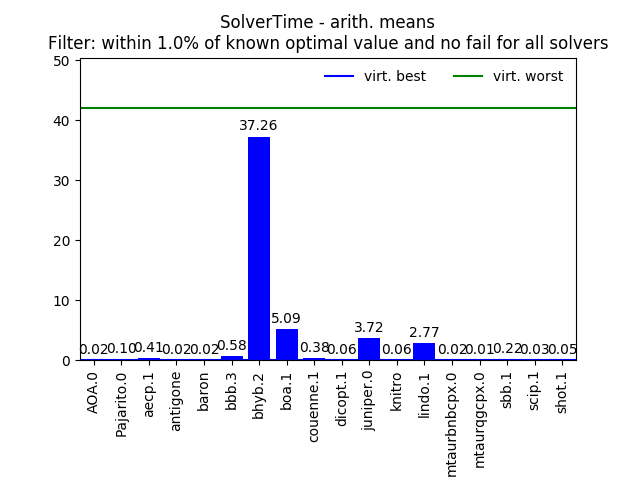 SolverTime - arith. means
Filter: within 1.0% of known optimal value and no fail for all solvers
virt. best virt. worst
50
40
30
20
10
0
0.02 0.10 0.41 0.02 0.02 0.58 37.26 5.09 0.38 0.06 3.72 0.06 2.77 0.02 0.01 0.22 0.03 0.05
AOA.0
Pajarito.0
aecp.1
antigone
baron
bbb.3
bhyb.2
boa.1
couenne.1
dicopt.1
juniper.0
knitro
lindo.1
mtaurbnbcpx.0
mtaurqgcpx.0
sbb.1
scip.1
shot.1